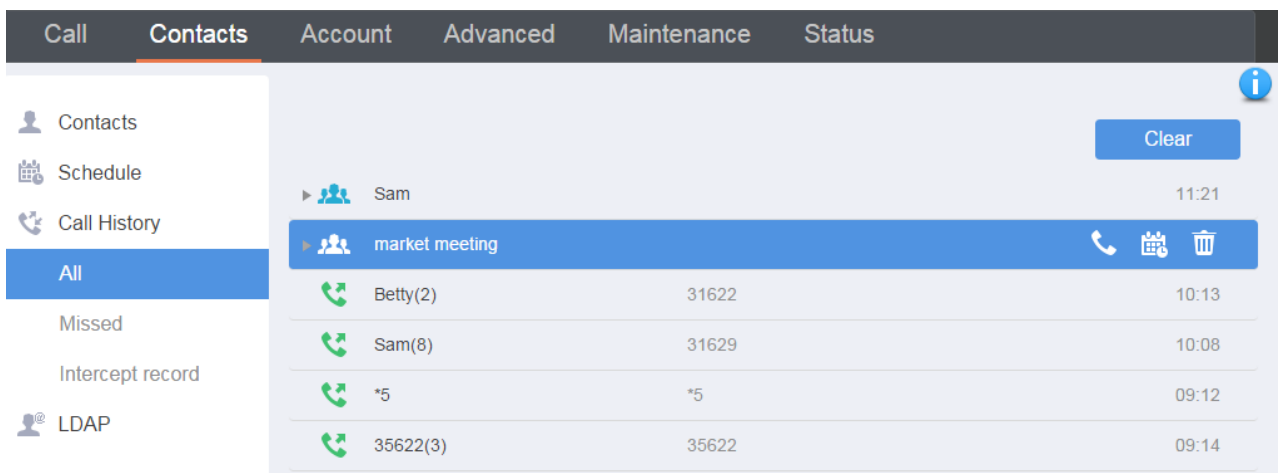 Call Contacts Account Advanced Maintenance Status
Contacts
Clear
Schedule
Sam 11:21
Call History
market meeting
All
Betty(2) 31622 10:13
Missed
Sam(8) 31629 10:08
Intercept record
*5 *5 09:12
LDAP
35622(3) 35622 09:14